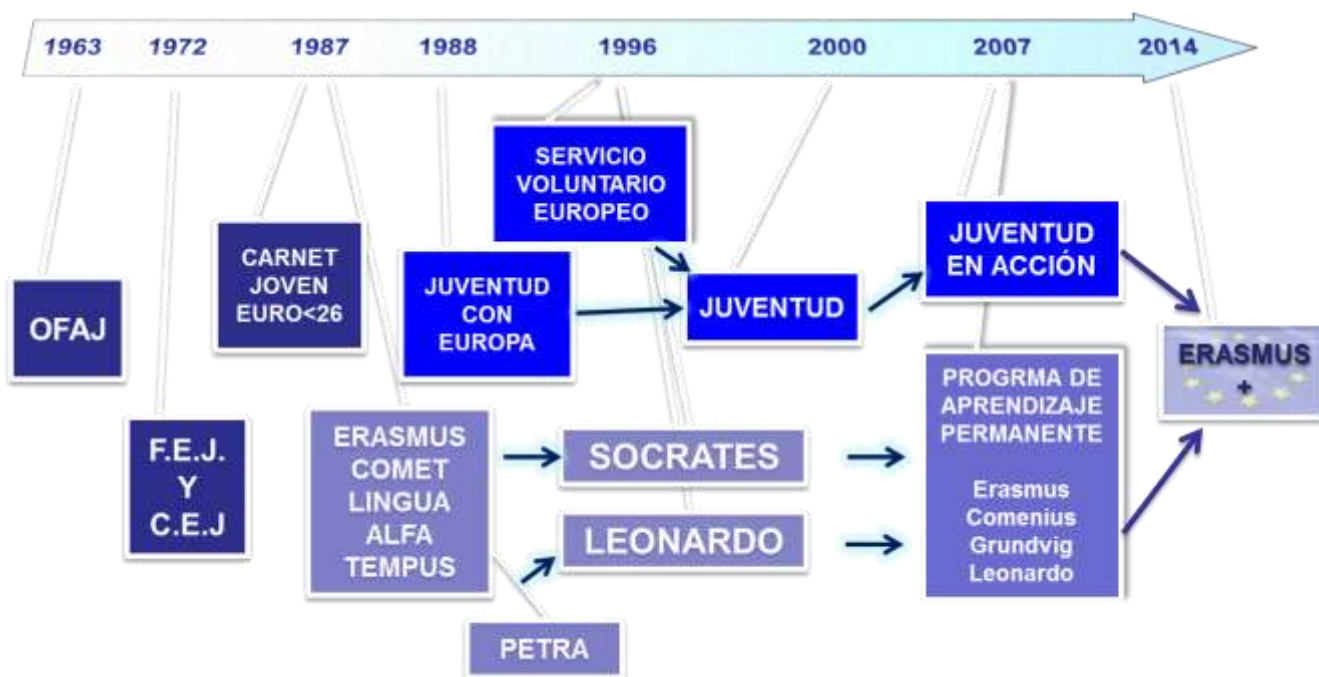 1963 1972 1987 1988 1996 2000 2007 2014
SERVICIO
VOLUNTARIO
EUROPEO
CARNET
JOVEN
EURO<26
JUVENTUD
CON
EUROPA
JUVENTUD
JUVENTUD
EN ACCIÓN
OFAJ
ERASMUS
+
F.E.J.
Y
C.E.J
ERASMUS
COMET
LINGUA
ALFA
TEMPUS
SOCRATES
LEONARDO
PETRA
PROGRMA DE
APRENDIZAJE
PERMANENTE
Erasmus
Comenius
Grundvig
Leonardo